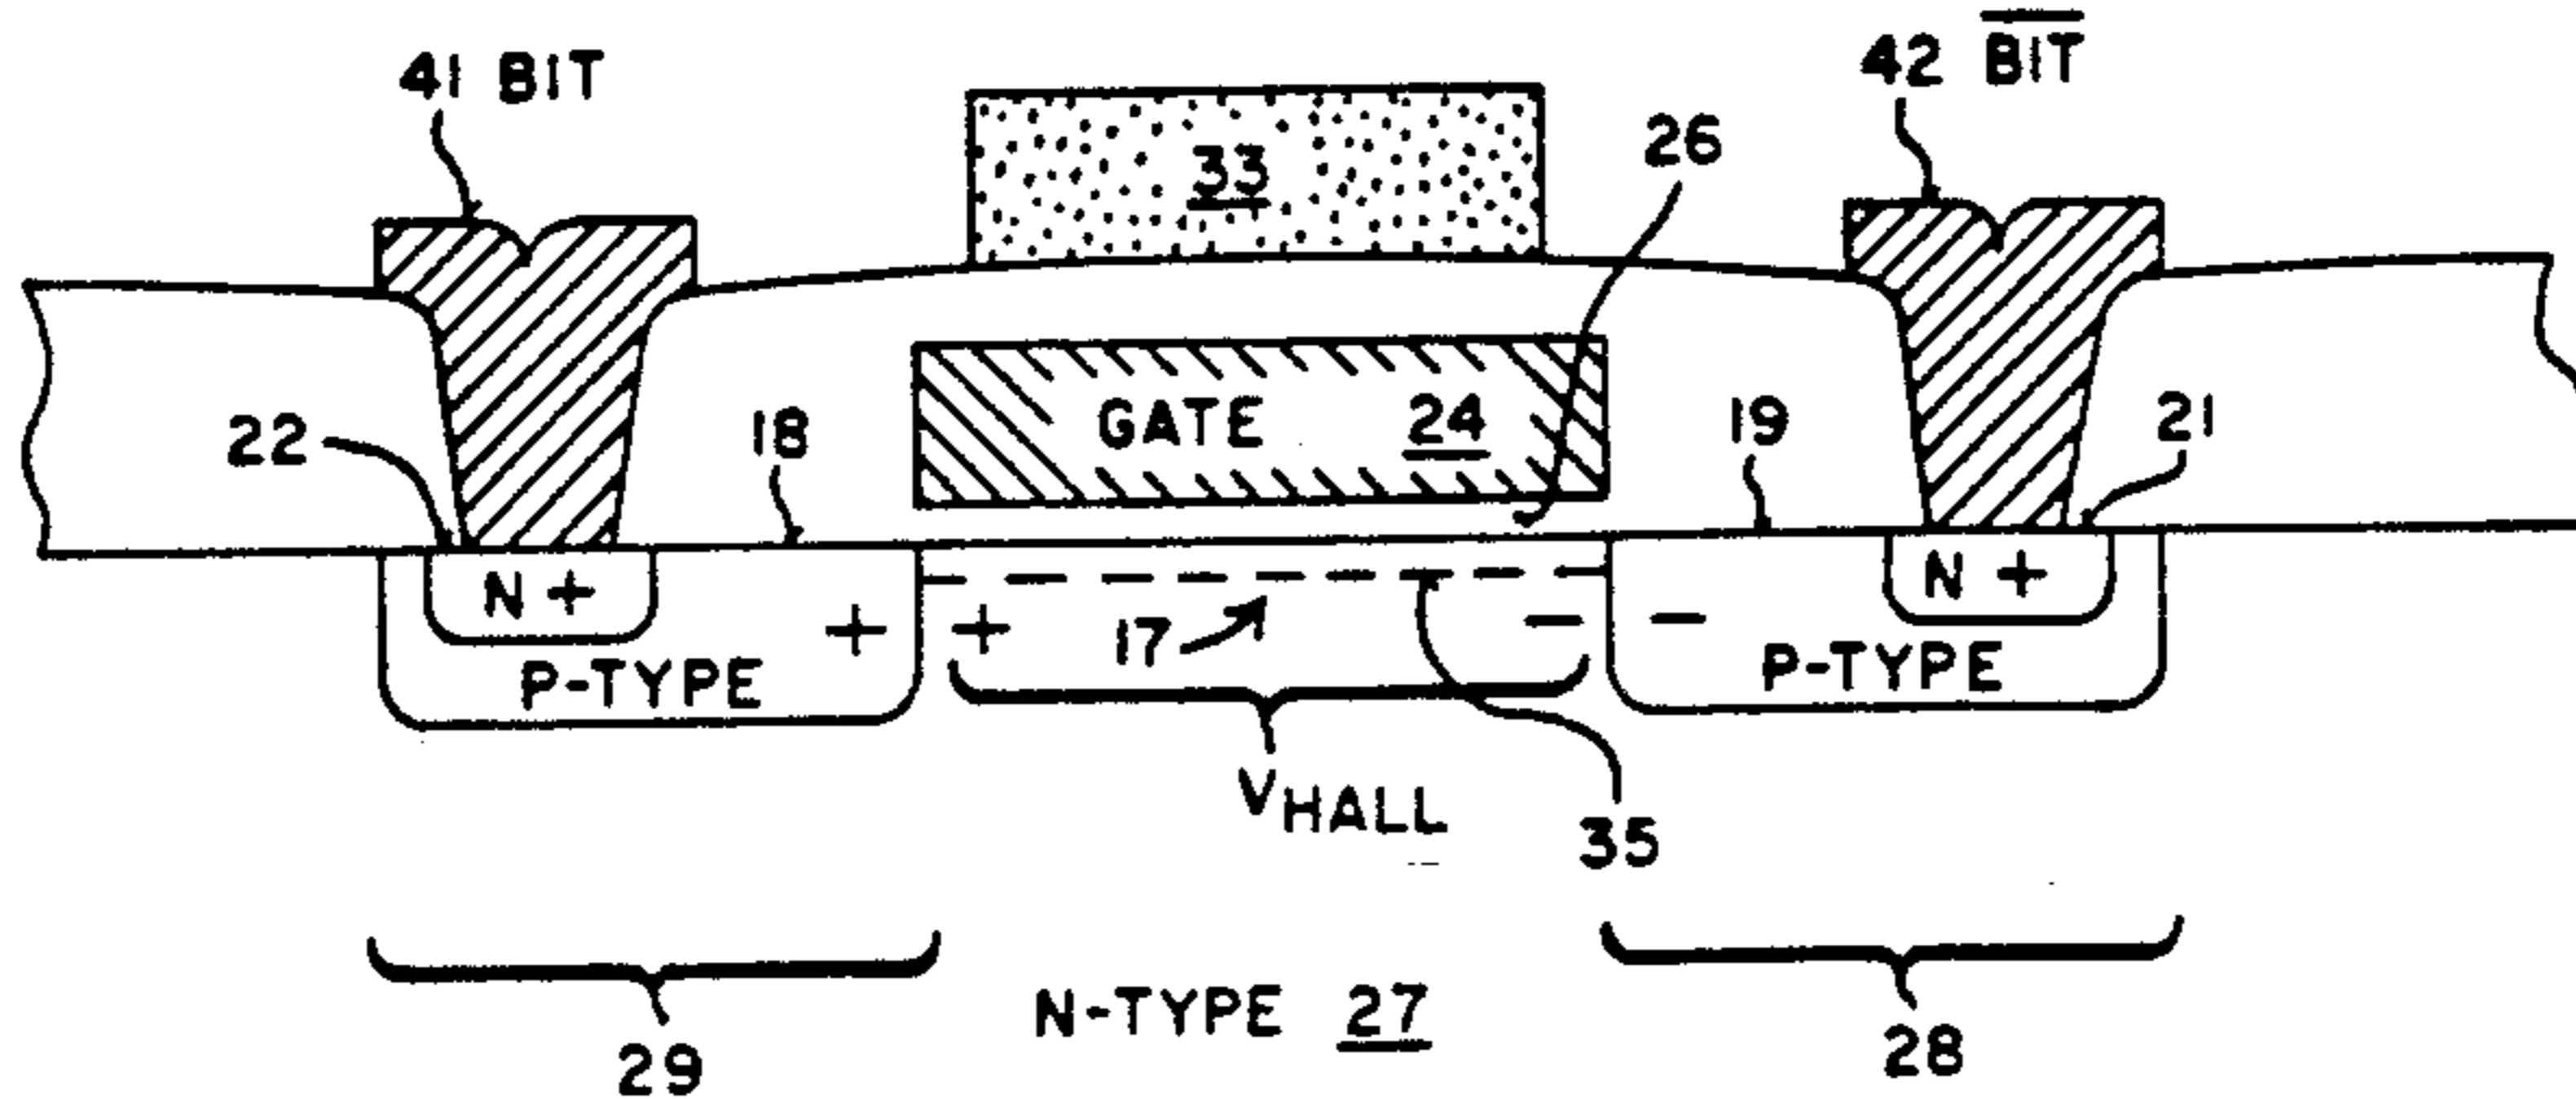 41 BIT
42 B̅I̅T̅
33
26
22
18
GATE 24
19
21
N +
N +
+ +
17
- -
P-TYPE
P-TYPE
VHALL
35
29
N-TYPE 27
28